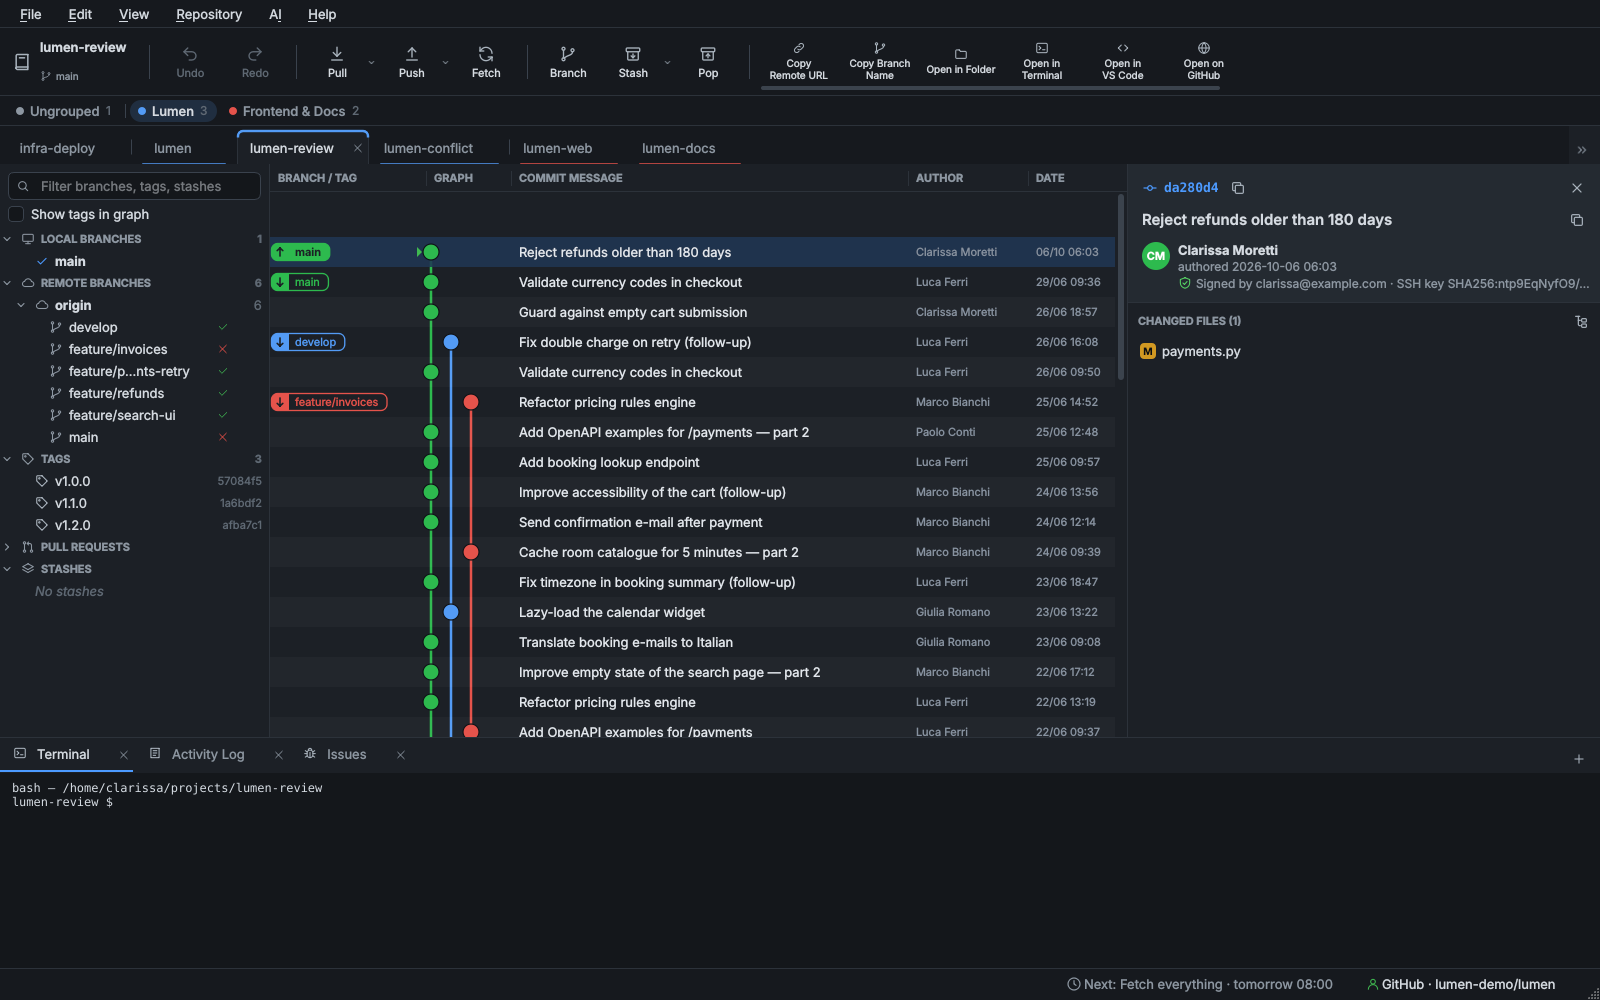 File Edit View Repository AI Help
lumen-review
main
Undo Redo Pull Push Fetch Branch Stash Pop
Copy Remote URL
Copy Branch Name
Open in Folder
Open in Terminal
Open in VS Code
Open on GitHub
Ungrouped 1 Lumen 3 Frontend & Docs 2
infra-deploy lumen lumen-review lumen-conflict lumen-web lumen-docs
Filter branches, tags, stashes
Show tags in graph
LOCAL BRANCHES 1
main
REMOTE BRANCHES 6
origin 6
develop
feature/invoices
feature/p...nts-retry
feature/refunds
feature/search-ui
main
TAGS 3
v1.0.0 57084f5
v1.1.0 1a6bdf2
v1.2.0 afba7c1
PULL REQUESTS
STASHES
No stashes
BRANCH / TAG GRAPH COMMIT MESSAGE AUTHOR DATE
main Reject refunds older than 180 days Clarissa Moretti 06/10 06:03
main Validate currency codes in checkout Luca Ferri 29/06 09:36
Guard against empty cart submission Clarissa Moretti 26/06 18:57
develop Fix double charge on retry (follow-up) Luca Ferri 26/06 16:08
Validate currency codes in checkout Luca Ferri 26/06 09:50
feature/invoices Refactor pricing rules engine Marco Bianchi 25/06 14:52
Add OpenAPI examples for /payments — part 2 Paolo Conti 25/06 12:48
Add booking lookup endpoint Luca Ferri 25/06 09:57
Improve accessibility of the cart (follow-up) Marco Bianchi 24/06 13:56
Send confirmation e-mail after payment Marco Bianchi 24/06 12:14
Cache room catalogue for 5 minutes — part 2 Marco Bianchi 24/06 09:39
Fix timezone in booking summary (follow-up) Luca Ferri 23/06 18:47
Lazy-load the calendar widget Giulia Romano 23/06 13:22
Translate booking e-mails to Italian Giulia Romano 23/06 09:08
Improve empty state of the search page — part 2 Marco Bianchi 22/06 17:12
Refactor pricing rules engine Luca Ferri 22/06 13:19
Add OpenAPI examples for /payments Luca Ferri 22/06 09:37
da280d4
Reject refunds older than 180 days
CM
Clarissa Moretti
authored 2026-10-06 06:03
Signed by clarissa@example.com · SSH key SHA256:ntp9EqNyfO9/...
CHANGED FILES (1)
M payments.py
Terminal Activity Log Issues
bash — /home/clarissa/projects/lumen-review
lumen-review $
Next: Fetch everything · tomorrow 08:00 GitHub · lumen-demo/lumen